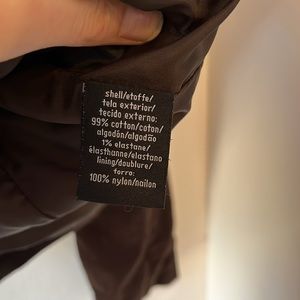 shell/etoffe/
tela exterior/
tecido externo:
99% cotton/coton/
algodón/algodão
1% elastane/
élasthanne/elastano
lining/doublure/
forro:
100% nylon/nailon